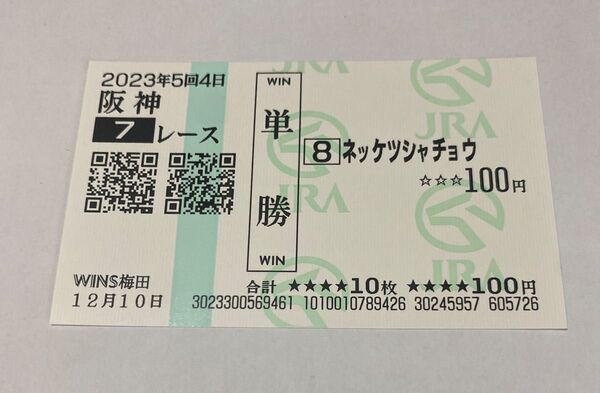 2023年5回4日
阪神
7レース
WIN
単勝
WIN
8 ネッケツシャチョウ
☆☆☆100円
JRA
JRA
JRA
WINS梅田
12月10日
合計 ★★★★10枚 ★★★★100円
3023300569461 1010010789426 30245957 605726